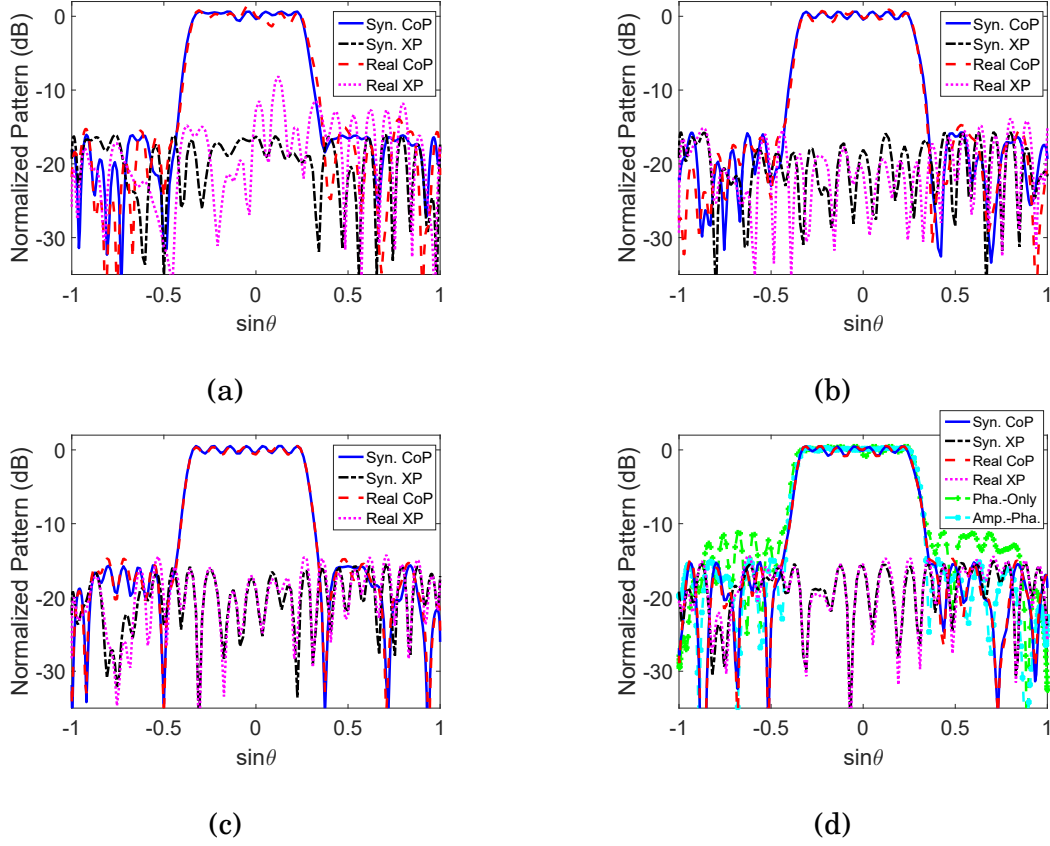 Normalized Pattern (dB)
0
-10
-20
-30
-1
-0.5
0
0.5
1
sinθ
Syn. CoP
Syn. XP
Real CoP
Real XP
(a)
Normalized Pattern (dB)
0
-10
-20
-30
-1
-0.5
0
0.5
1
sinθ
Syn. CoP
Syn. XP
Real CoP
Real XP
(b)
Normalized Pattern (dB)
0
-10
-20
-30
-1
-0.5
0
0.5
1
sinθ
Syn. CoP
Syn. XP
Real CoP
Real XP
(c)
Normalized Pattern (dB)
0
-10
-20
-30
-1
-0.5
0
0.5
1
sinθ
Syn. CoP
Syn. XP
Real CoP
Real XP
Pha.-Only
Amp.-Pha.
(d)